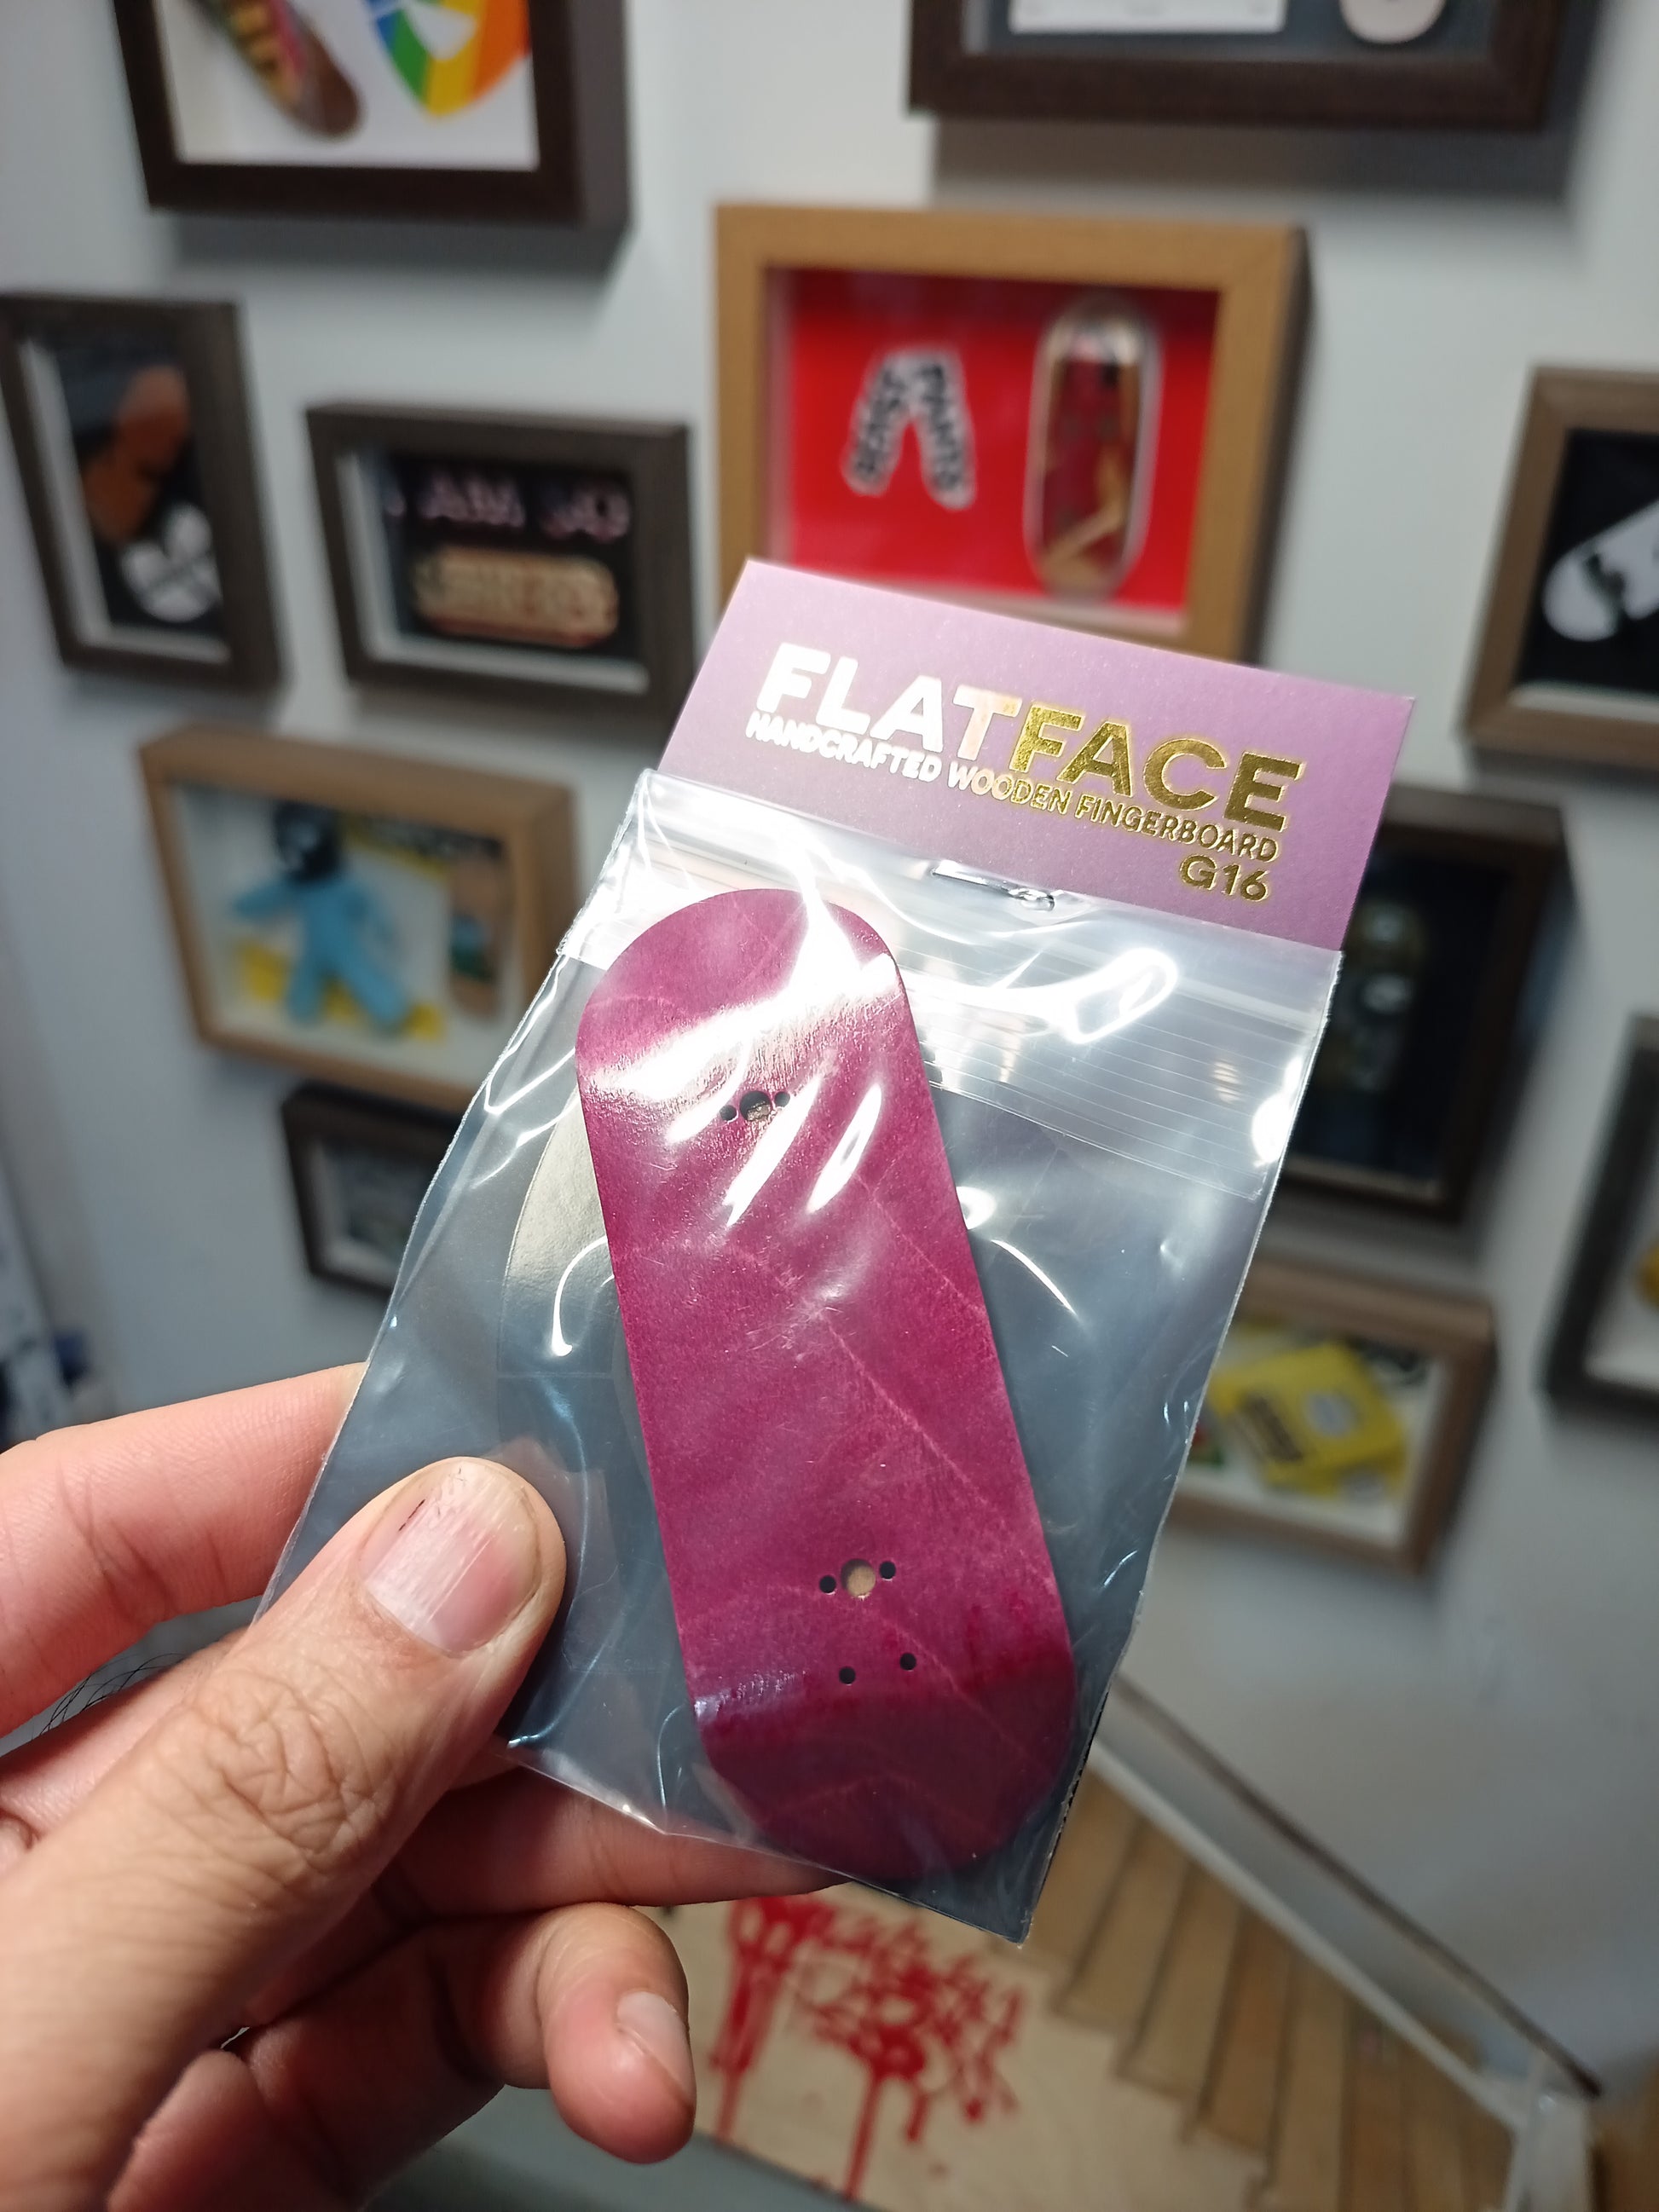 FLATFACE
HANDCRAFTED WOODEN FINGERBOARD
G16